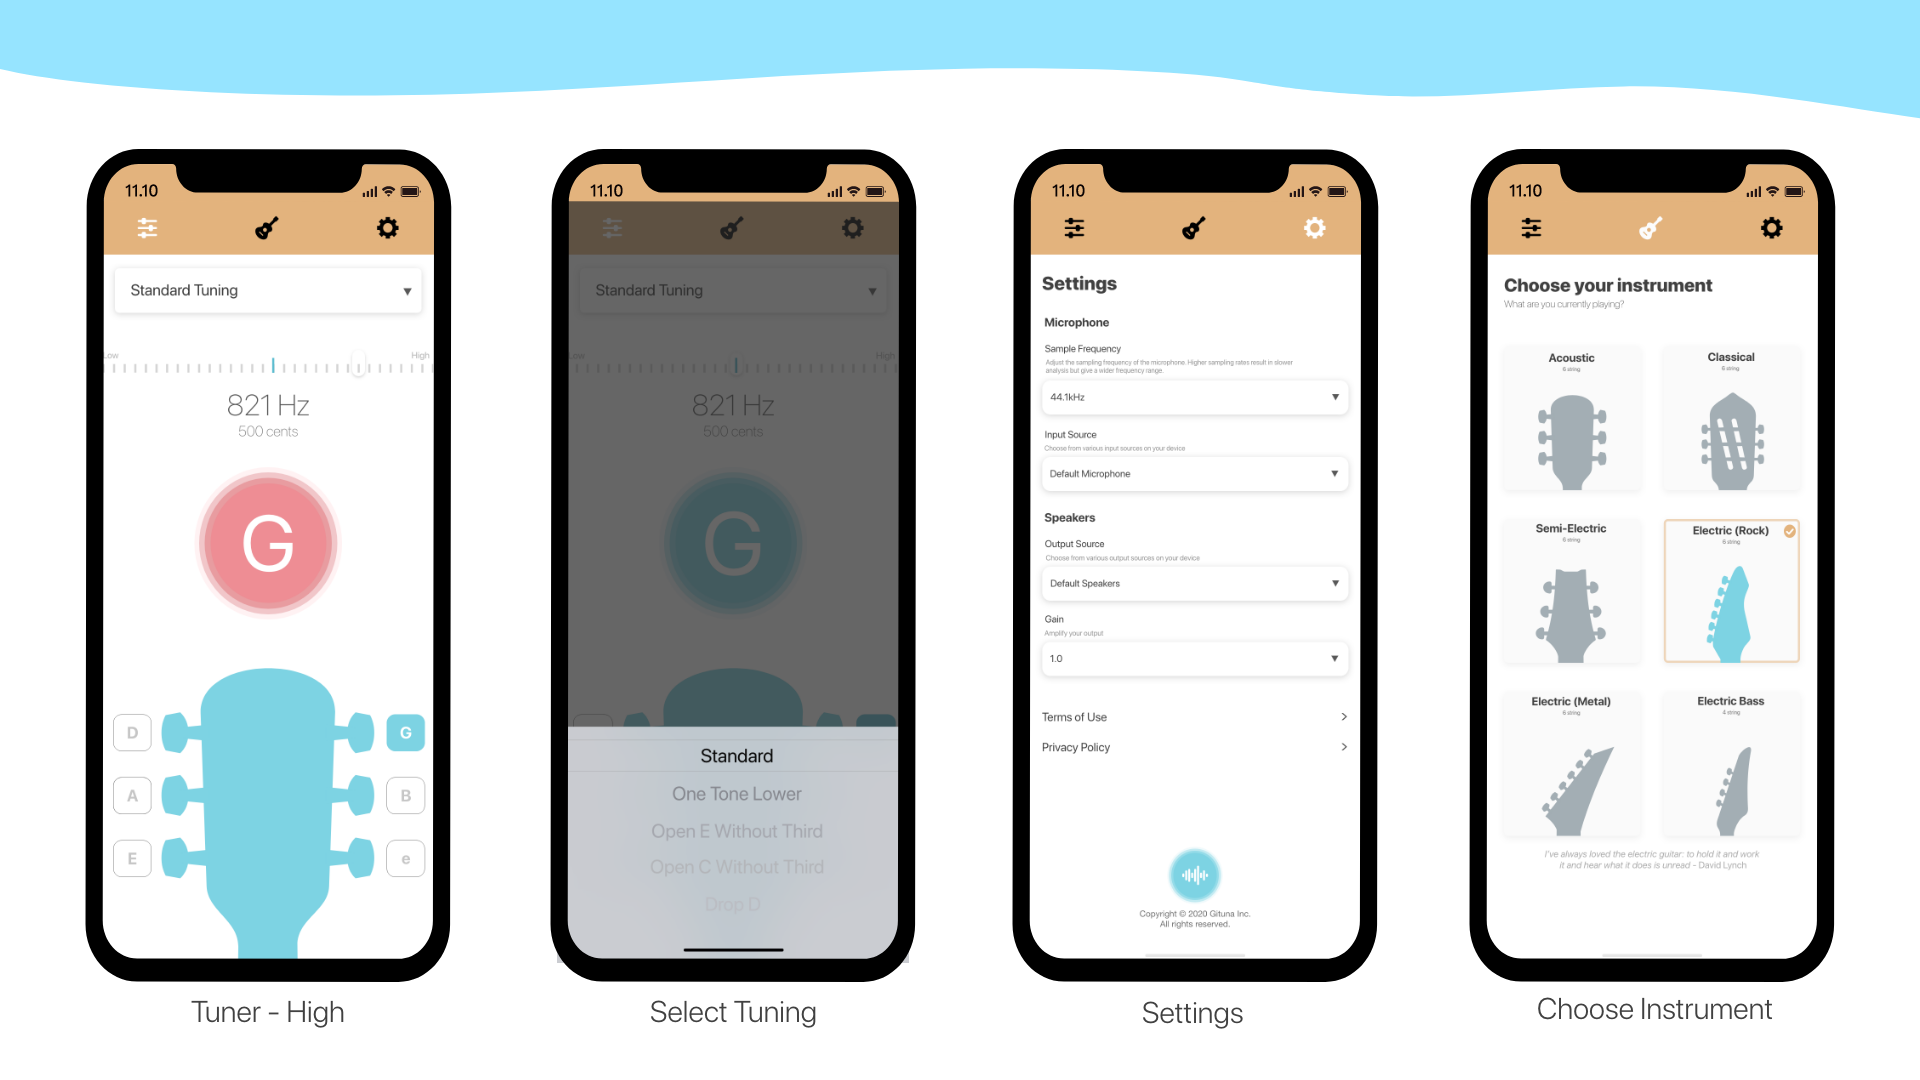 11.10
Standard Tuning
Low
High
821 Hz
500 cents
G
D
G
A
B
E
e
Tuner - High
11.10
Standard Tuning
Low
High
821 Hz
500 cents
G
Standard
One Tone Lower
Open E Without Third
Open C Without Third
Drop D
Select Tuning
11.10
Settings
Microphone
Sample Frequency
Adjust the sampling frequency of the microphone. Higher sampling rates result in slower
analysis but give a wider frequency range.
44.1kHz
Input Source
Choose from various input sources on your device
Default Microphone
Speakers
Output Source
Choose from various output sources on your device
Default Speakers
Gain
Amplify your output
1.0
Terms of Use
Privacy Policy
Copyright © 2020 Gituna Inc.
All rights reserved.
Settings
11.10
Choose your instrument
What are you currently playing?
Acoustic
6 string
Classical
6 string
Semi-Electric
6 string
Electric (Rock)
6 string
Electric (Metal)
6 string
Electric Bass
4 string
I've always loved the electric guitar: to hold it and work
it and hear what it does is unread - David Lynch
Choose Instrument